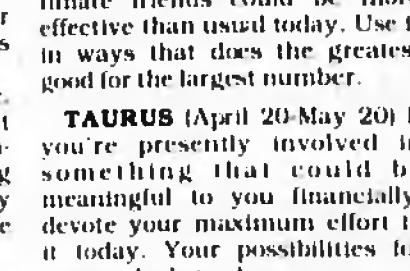 r
effective than usual today. Use
s in ways that does the greates
good for the largest number.
t TAURUS (April 20-May 20)
you're presently involved i
g something that could b
y meaningful to you financially
e devote your maximum effort t
it today. Your possibilities fo